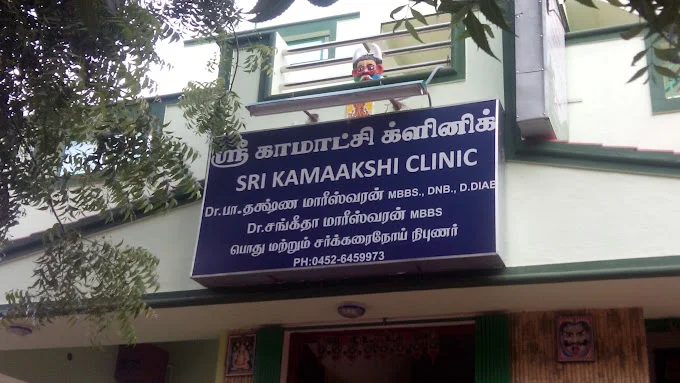 ஸ்ரீ காமாட்சி க்ளினிக்
SRI KAMAAKSHI CLINIC
Dr.பா.தக்ஷ்ண மாரீஸ்வரன் MBBS., DNB., D.DIAB
Dr.சங்கீதா மாரீஸ்வரன் MBBS
பொது மற்றும் சர்க்கரைநோய் நிபுணர்
PH:0452-6459973